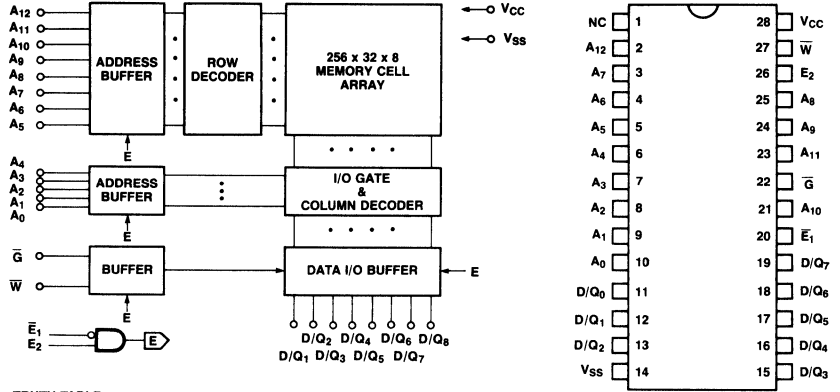 A12
A11
A10
A9
A8
A7
A6
A5
ADDRESS
BUFFER
E
ROW
DECODER
256 x 32 x 8
MEMORY CELL
ARRAY
VCC
VSS
A4
A3
A2
A1
A0
ADDRESS
BUFFER
E
I/O GATE
&
COLUMN DECODER
G̅
W̅
BUFFER
E
DATA I/O BUFFER
E
E̅1
E2
E
D/Q2 D/Q4 D/Q6 D/Q8
D/Q1 D/Q3 D/Q5 D/Q7
NC 1 28 VCC
A12 2 27 W̅
A7 3 26 E2
A6 4 25 A8
A5 5 24 A9
A4 6 23 A11
A3 7 22 G̅
A2 8 21 A10
A1 9 20 E̅1
A0 10 19 D/Q7
D/Q0 11 18 D/Q6
D/Q1 12 17 D/Q5
D/Q2 13 16 D/Q4
VSS 14 15 D/Q3